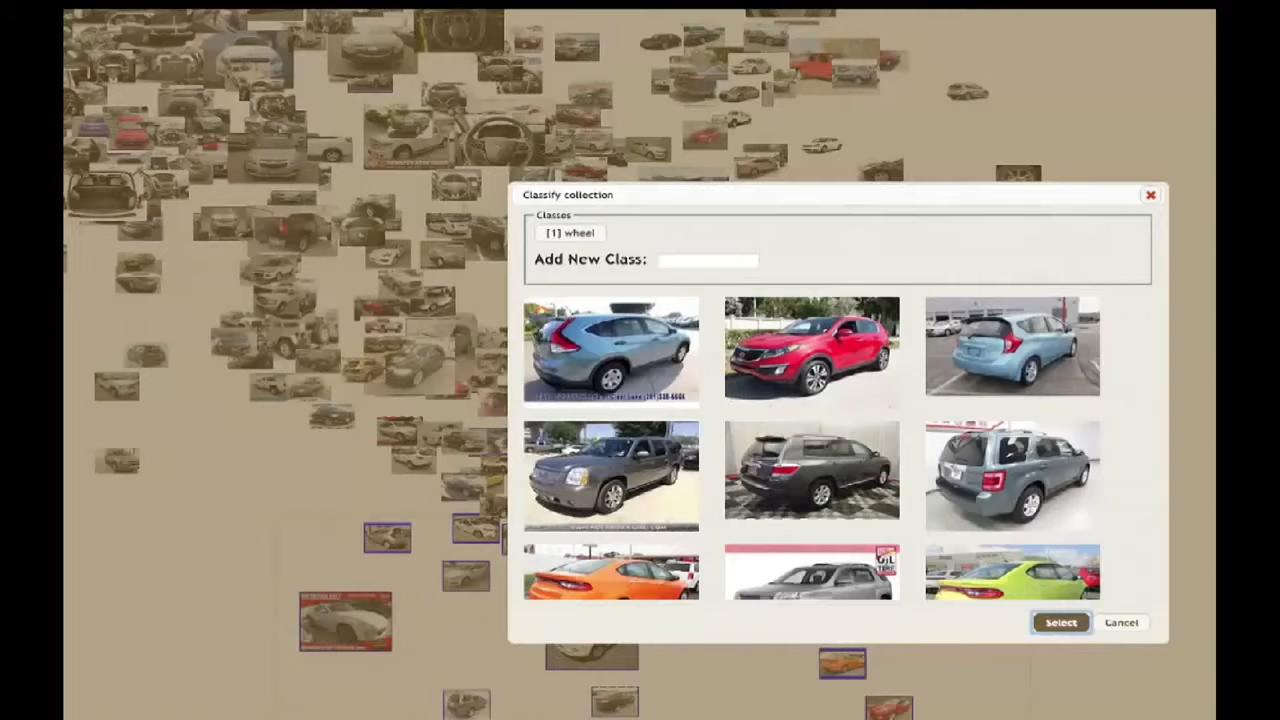 Classify collection
Classes
[1] wheel
Add New Class:
Select
Cancel